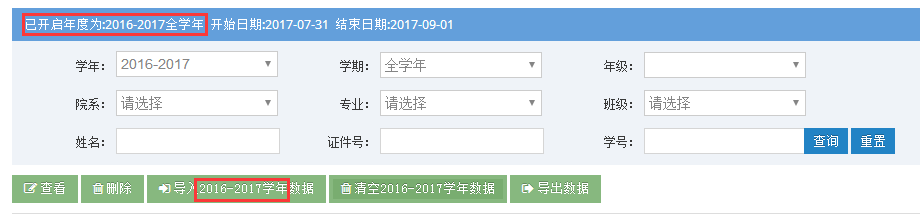 已开启年度为:2016-2017全学年 开始日期:2017-07-31 结束日期:2017-09-01
学年: 2016-2017 学期: 全学年 年级:
院系: 请选择 专业: 请选择 班级: 请选择
姓名: 证件号: 学号: 查询 重置
查看 删除 导入2016-2017学年数据 清空2016-2017学年数据 导出数据